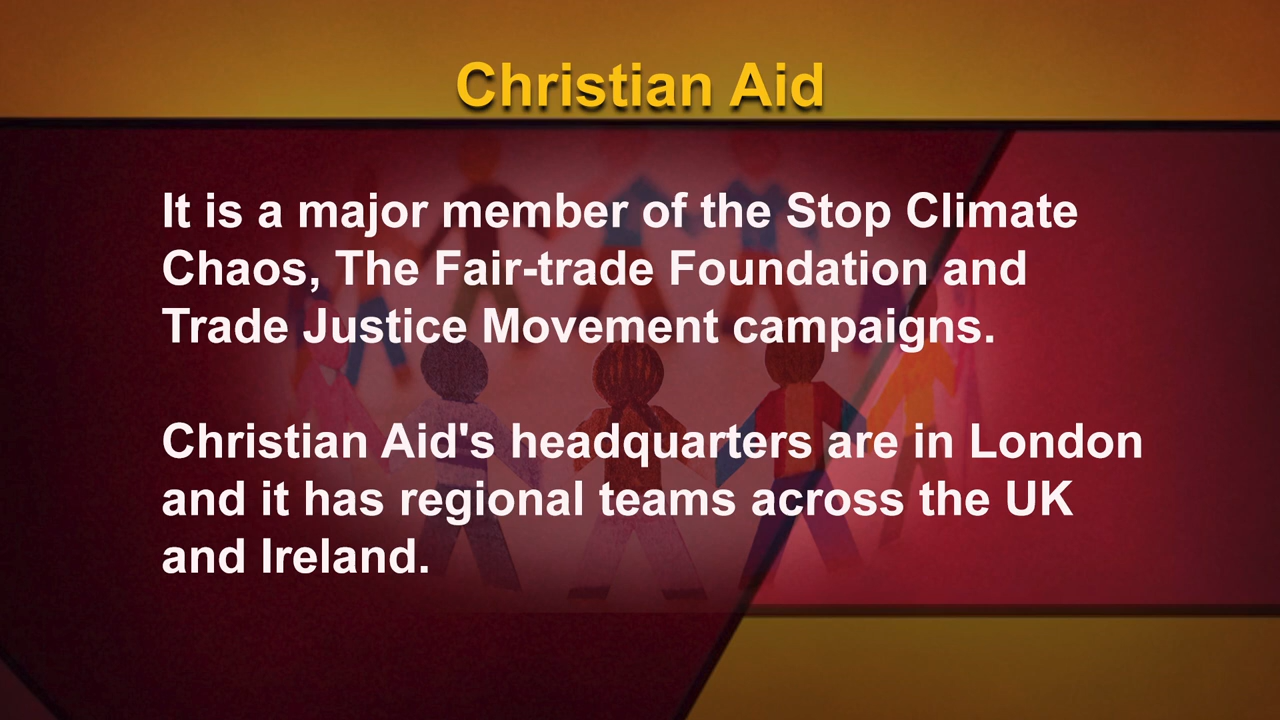 Christian Aid
It is a major member of the Stop Climate
Chaos, The Fair-trade Foundation and
Trade Justice Movement campaigns.
Christian Aid's headquarters are in London
and it has regional teams across the UK
and Ireland.